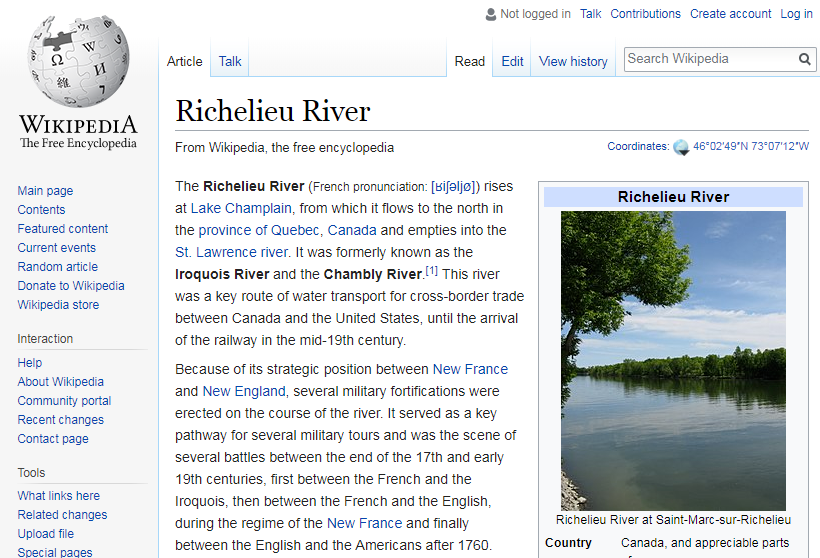 Not logged in Talk Contributions Create account Log in
Article Talk Read Edit View history Search Wikipedia
WIKIPEDIA
The Free Encyclopedia
Main page
Contents
Featured content
Current events
Random article
Donate to Wikipedia
Wikipedia store
Interaction
Help
About Wikipedia
Community portal
Recent changes
Contact page
Tools
What links here
Related changes
Upload file
Special pages
Richelieu River
From Wikipedia, the free encyclopedia
Coordinates: 46°02′49″N 73°07′12″W
The Richelieu River (French pronunciation: [ʁiʃəljø]) rises
at Lake Champlain, from which it flows to the north in
the province of Quebec, Canada and empties into the
St. Lawrence river. It was formerly known as the
Iroquois River and the Chambly River.[1] This river
was a key route of water transport for cross-border trade
between Canada and the United States, until the arrival
of the railway in the mid-19th century.
Because of its strategic position between New France
and New England, several military fortifications were
erected on the course of the river. It served as a key
pathway for several military tours and was the scene of
several battles between the end of the 17th and early
19th centuries, first between the French and the
Iroquois, then between the French and the English,
during the regime of the New France and finally
between the English and the Americans after 1760.
Richelieu River
Richelieu River at Saint-Marc-sur-Richelieu
Country Canada, and appreciable parts